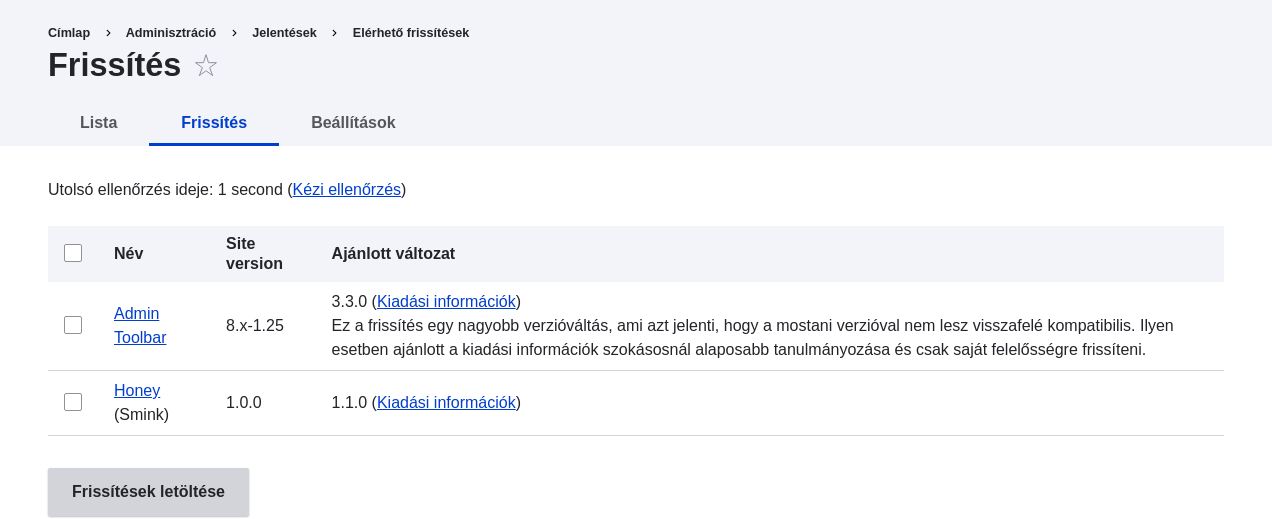 Címlap > Adminisztráció > Jelentések > Elérhető frissítések
Frissítés ☆
Lista Frissítés Beállítások
Utolsó ellenőrzés ideje: 1 second (Kézi ellenőrzés)
Név Site version Ajánlott változat
Admin Toolbar 8.x-1.25 3.3.0 (Kiadási információk)
Ez a frissítés egy nagyobb verzióváltás, ami azt jelenti, hogy a mostani verzióval nem lesz visszafelé kompatibilis. Ilyen
esetben ajánlott a kiadási információk szokásosnál alaposabb tanulmányozása és csak saját felelősségre frissíteni.
Honey (Smink) 1.0.0 1.1.0 (Kiadási információk)
Frissítések letöltése